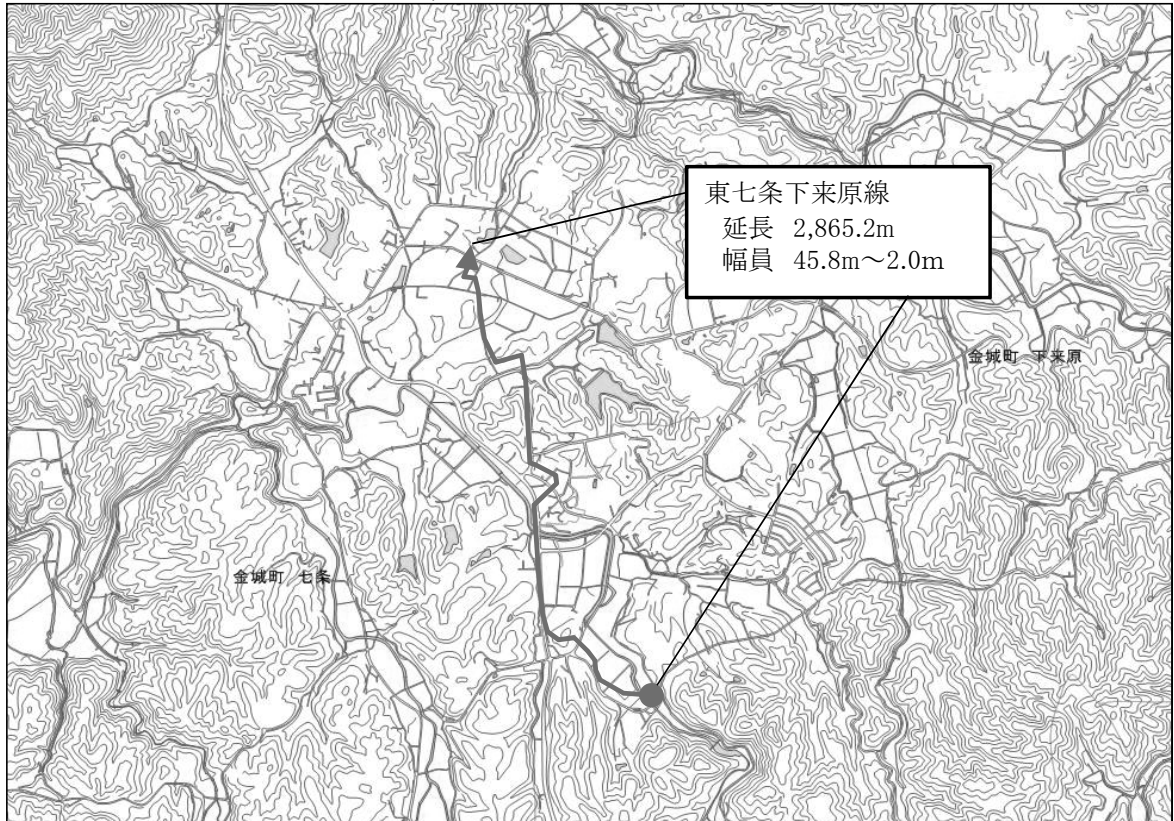 東七条下来原線
延長 2,865.2m
幅員 45.8m～2.0m
金城町 下来原
金城町 七条